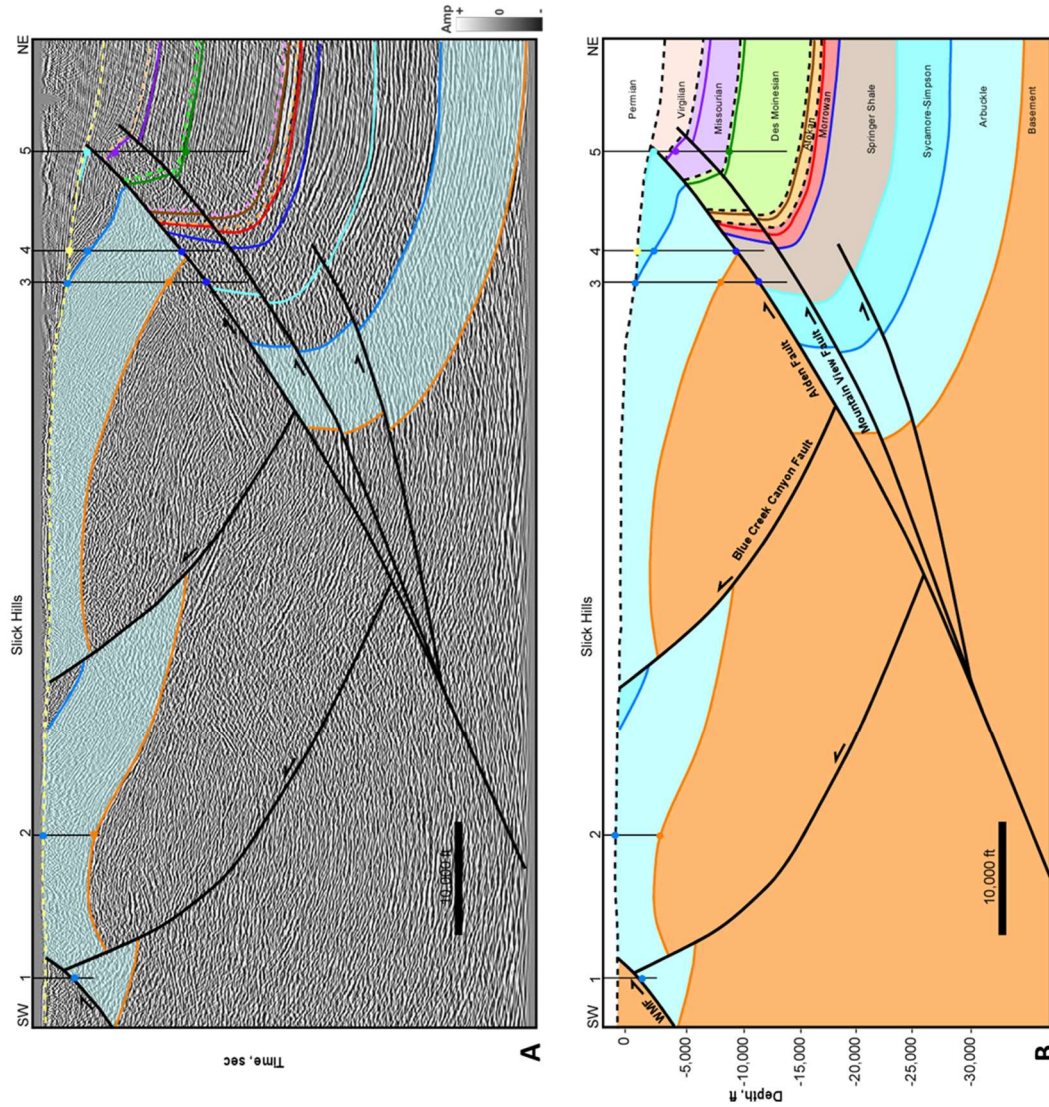 Slick Hills
SW
1
2
3
4
5
NE
Amp
+
0
-
Time, sec
10,000 ft
A
SW
1
2
3
4
5
NE
Permian
Virgilian
Missourian
Des Moinesian
Atokan
Morrowan
Springer Shale
Sycamore-Simpson
Arbuckle
Basement
WMF
Blue Creek Canyon Fault
Alden Fault
Mountain View Fault
0
-5,000
-10,000
-15,000
-20,000
-25,000
-30,000
Depth, ft
10,000 ft
B